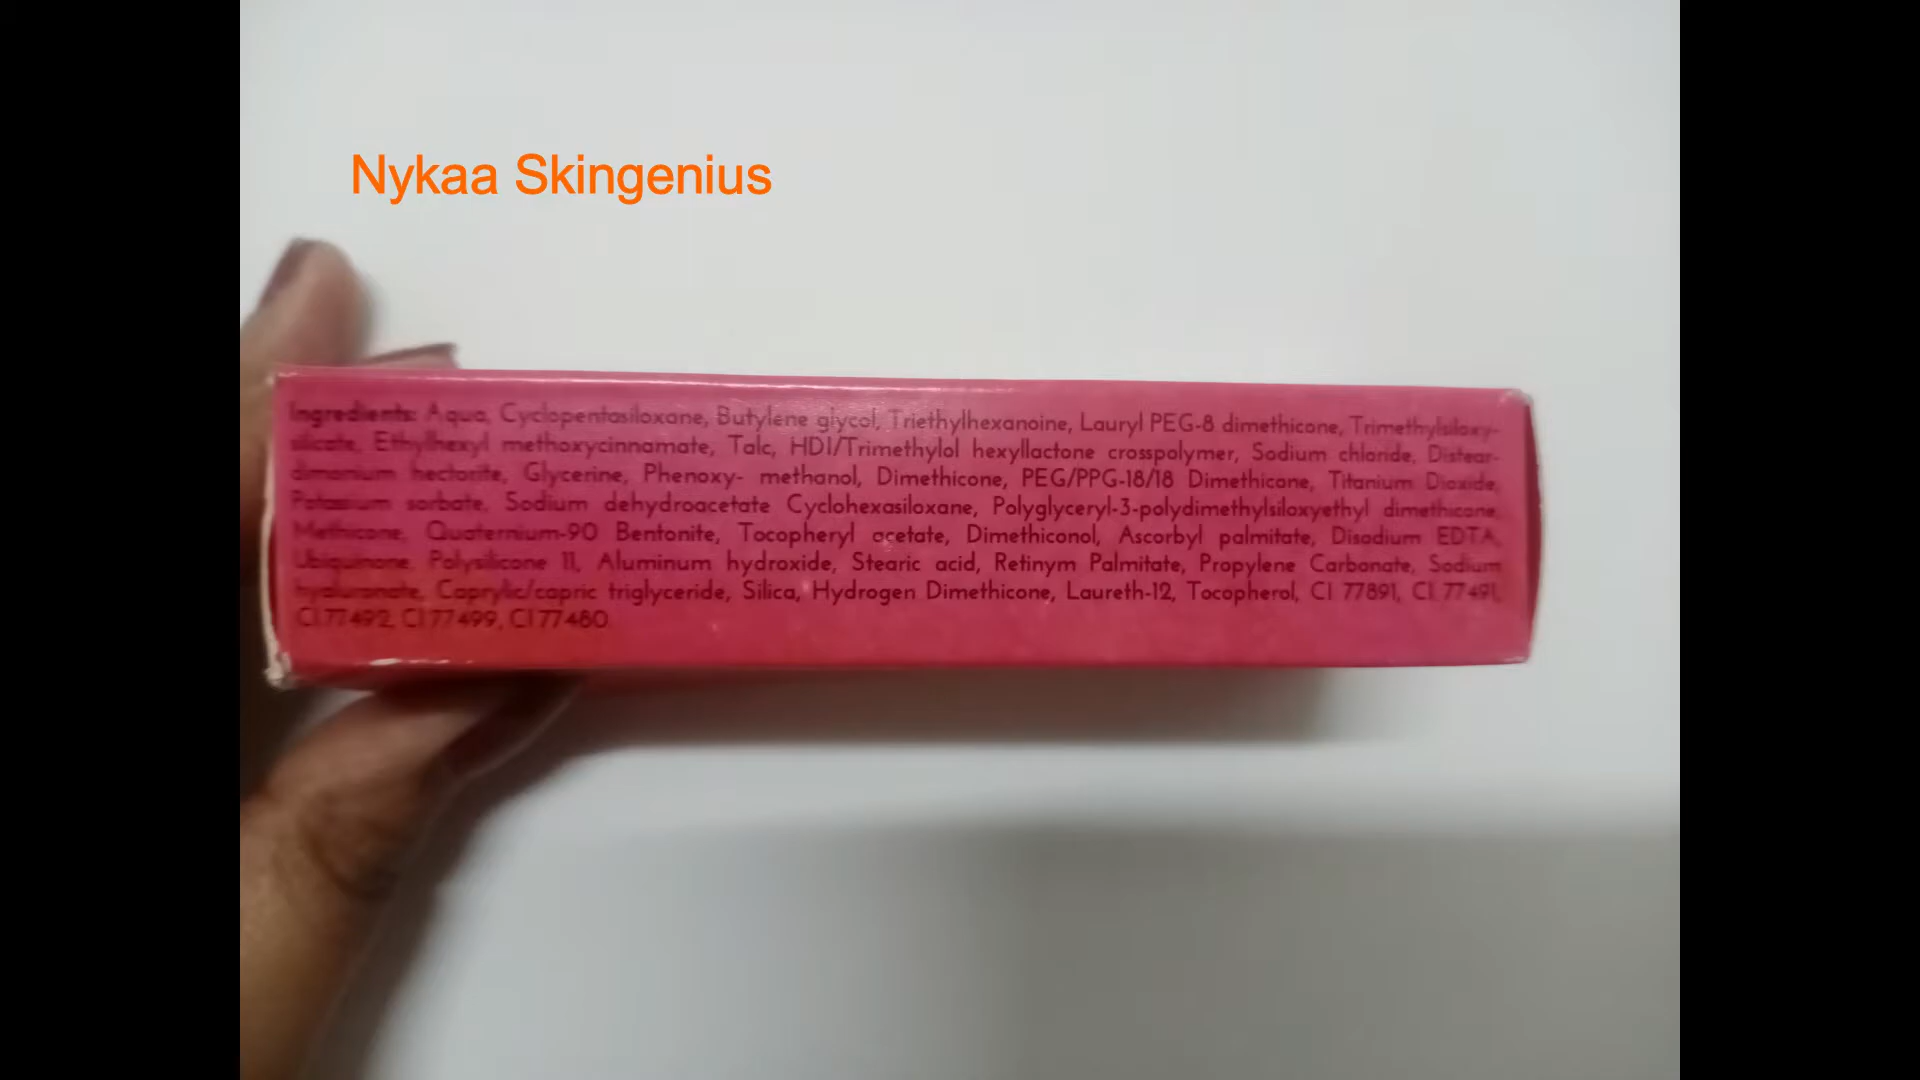 Nykaa Skingenius
Ingredients: Aqua, Cyclopentasiloxane, Butylene glycol, Triethylhexanoine, Lauryl PEG-8 dimethicone, Trimethylsiloxy-
silicate, Ethylhexyl methoxycinnamate, Talc, HDI/Trimethylol hexyllactone crosspolymer, Sodium chloride, Distear-
dimonium hectorite, Glycerine, Phenoxy- methanol, Dimethicone, PEG/PPG-18/18 Dimethicone, Titanium Dioxide,
Potassium sorbate, Sodium dehydroacetate Cyclohexasiloxane, Polyglyceryl-3-polydimethylsiloxyethyl dimethicone,
Methicone, Quaternium-90 Bentonite, Tocopheryl acetate, Dimethiconol, Ascorbyl palmitate, Disodium EDTA,
Ubiquinone, Polysilicone 11, Aluminum hydroxide, Stearic acid, Retinym Palmitate, Propylene Carbonate, Sodium
hyaluronate, Caprylic/capric triglyceride, Silica, Hydrogen Dimethicone, Laureth-12, Tocopherol, CI 77891, CI 77491,
CI 77492, CI 77499, CI 77480